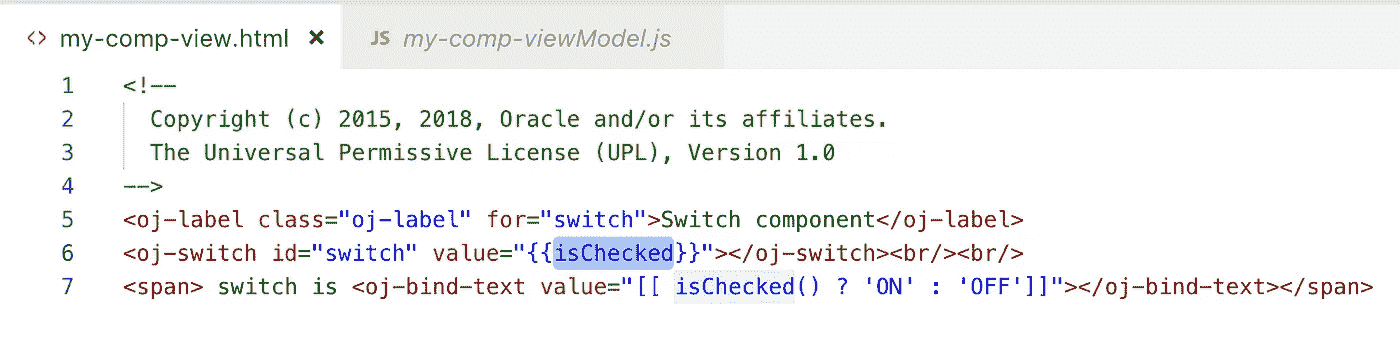 <> my-comp-view.html × JS my-comp-viewModel.js
1 <!--
2 Copyright (c) 2015, 2018, Oracle and/or its affiliates.
3 The Universal Permissive License (UPL), Version 1.0
4 -->
5 <oj-label class="oj-label" for="switch">Switch component</oj-label>
6 <oj-switch id="switch" value="{{isChecked}}"></oj-switch><br/><br/>
7 <span> switch is <oj-bind-text value="[[ isChecked() ? 'ON' : 'OFF']]"></oj-bind-text></span>